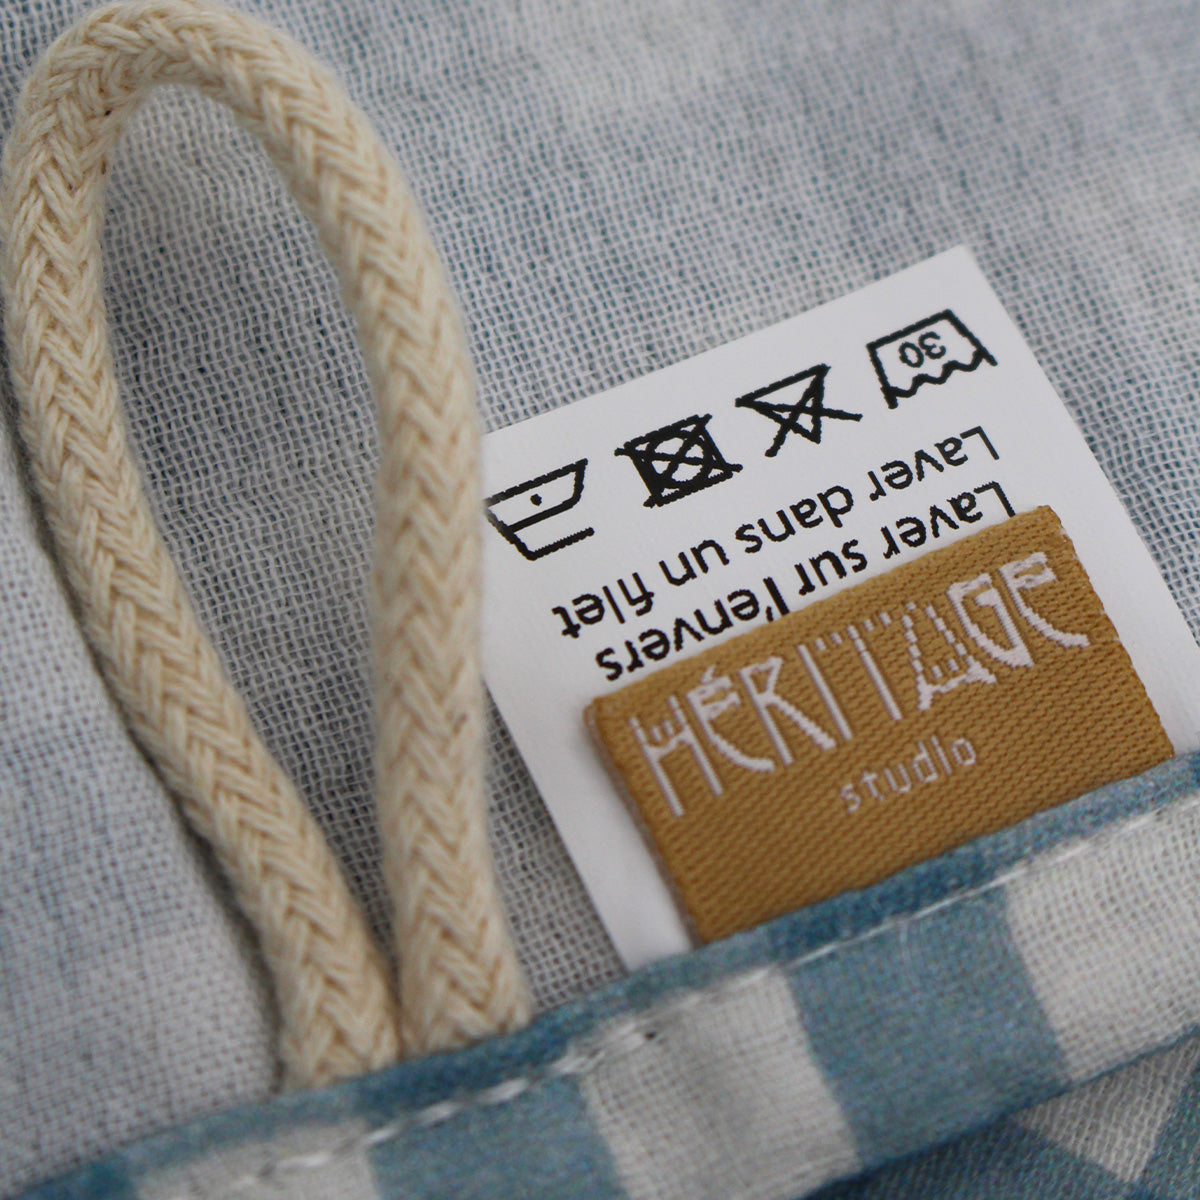 30
Laver dans un filet
Laver sur l'envers
HÉRITAGE
studio